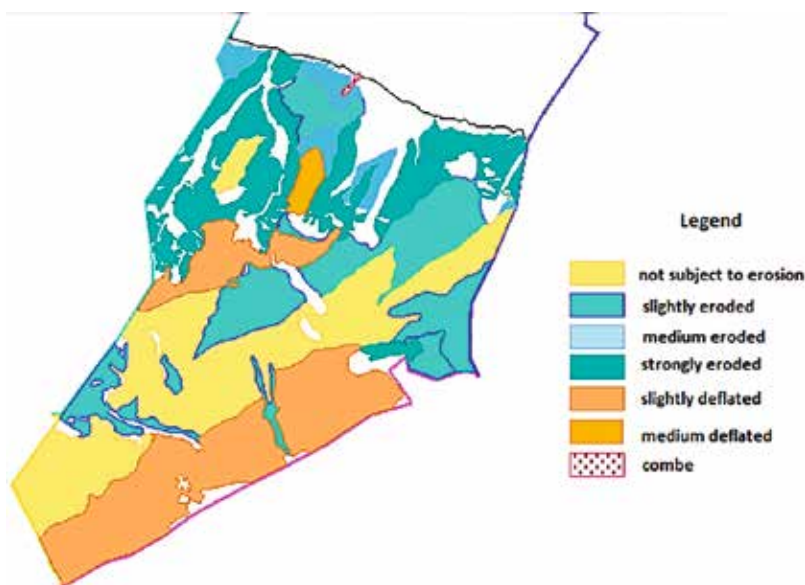 Legend
not subject to erosion
slightly eroded
medium eroded
strongly eroded
slightly deflated
medium deflated
combe